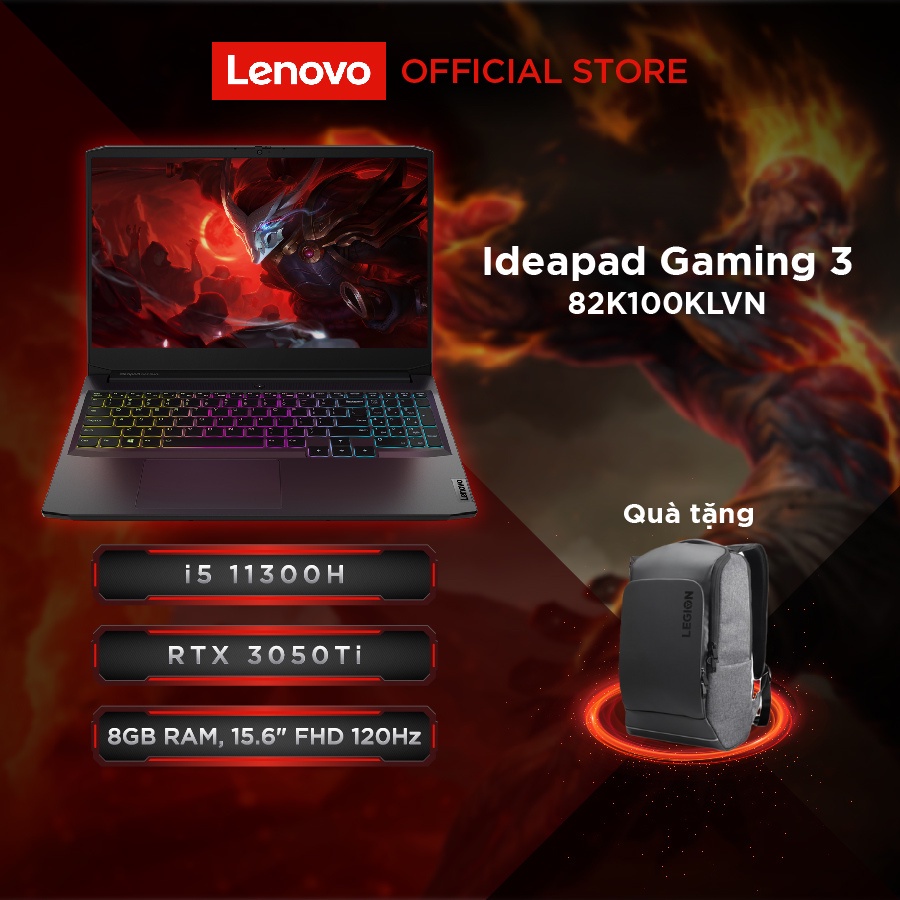 Lenovo OFFICIAL STORE
Ideapad Gaming 3
82K100KLVN
Lenovo
Quà tặng
LEGION
i5 11300H
RTX 3050Ti
8GB RAM, 15.6" FHD 120Hz